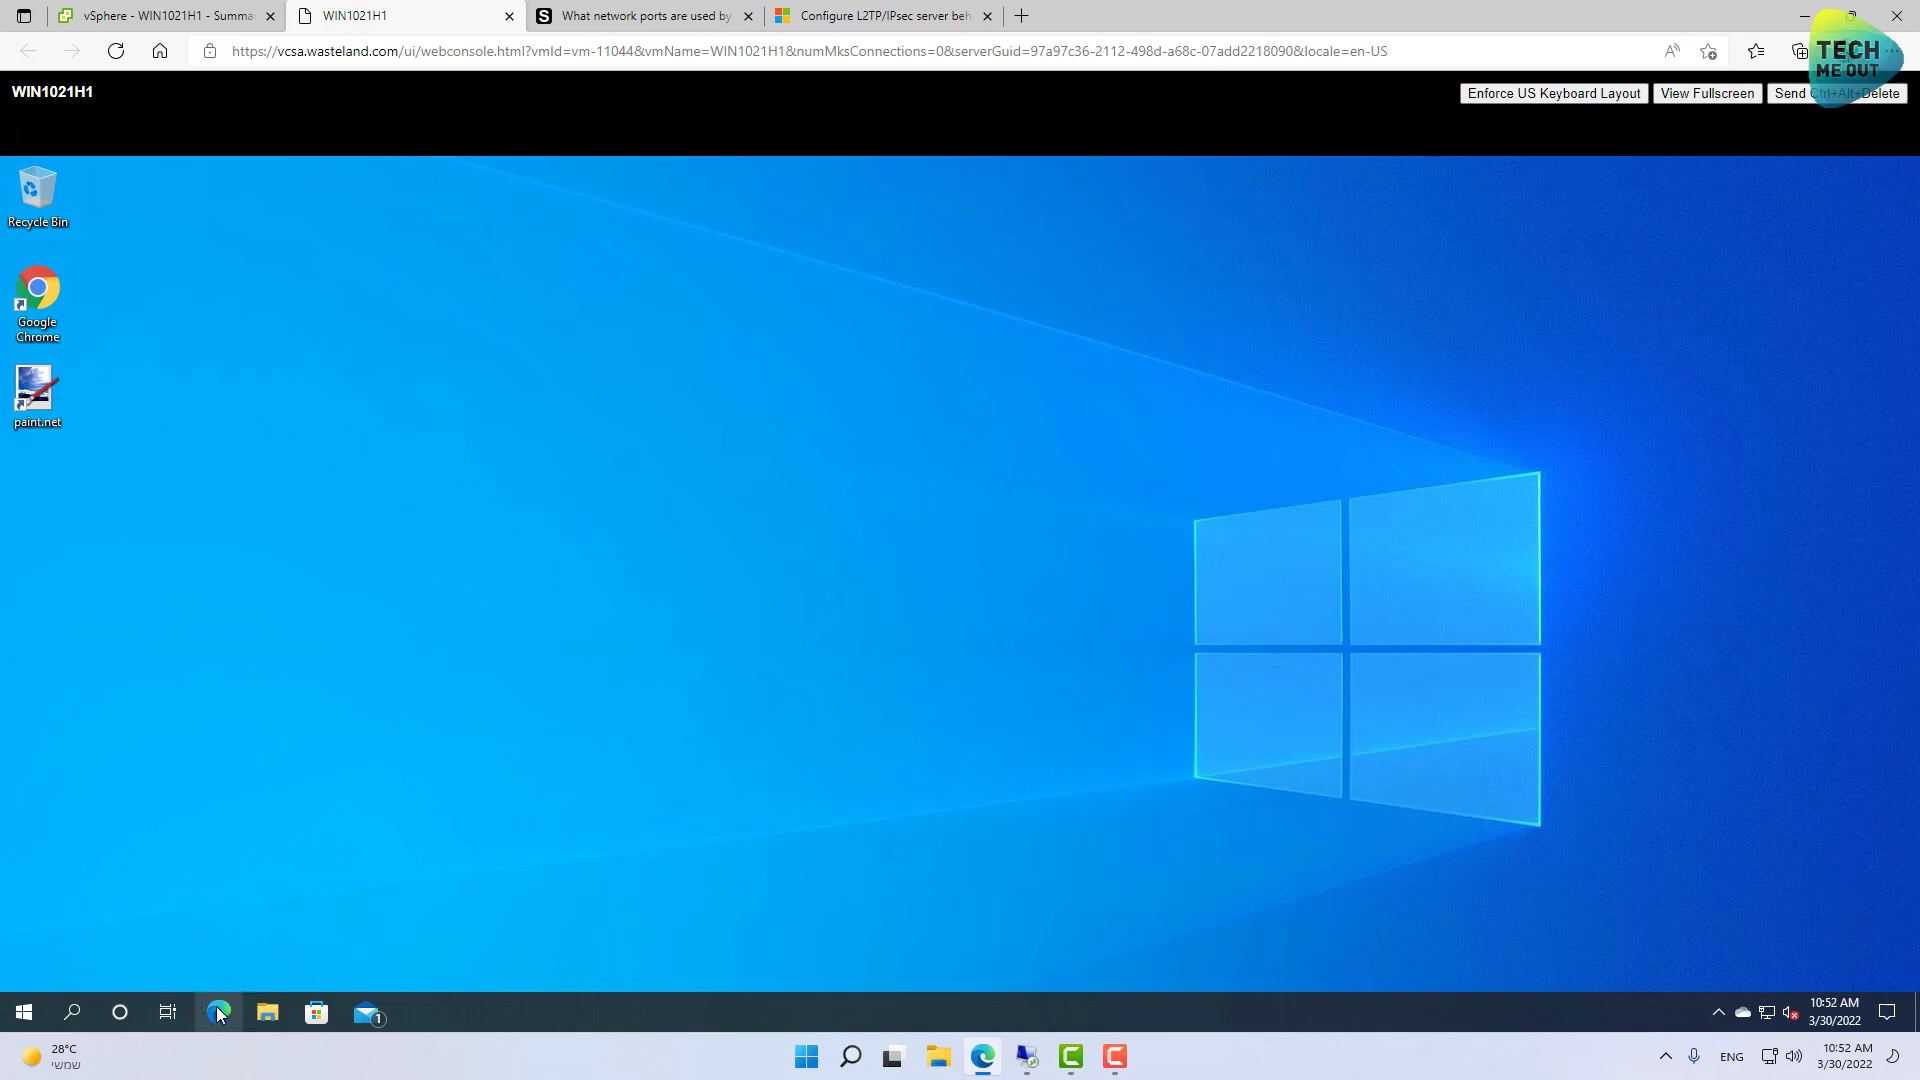 vSphere - WIN1021H1 - Summar
WIN1021H1
What network ports are used by
Configure L2TP/IPsec server beh
https://vcsa.wasteland.com/ui/webconsole.html?vmId=vm-11044&vmName=WIN1021H1&numMksConnections=0&serverGuid=97a97c36-2112-498d-a68c-07add2218090&locale=en-US
TECH
ME OUT
WIN1021H1
Enforce US Keyboard Layout
View Fullscreen
Send Ctrl+Alt+Delete
Recycle Bin
Google
Chrome
paint.net
1
10:52 AM
3/30/2022
28°C
שמשי
ENG
10:52 AM
3/30/2022